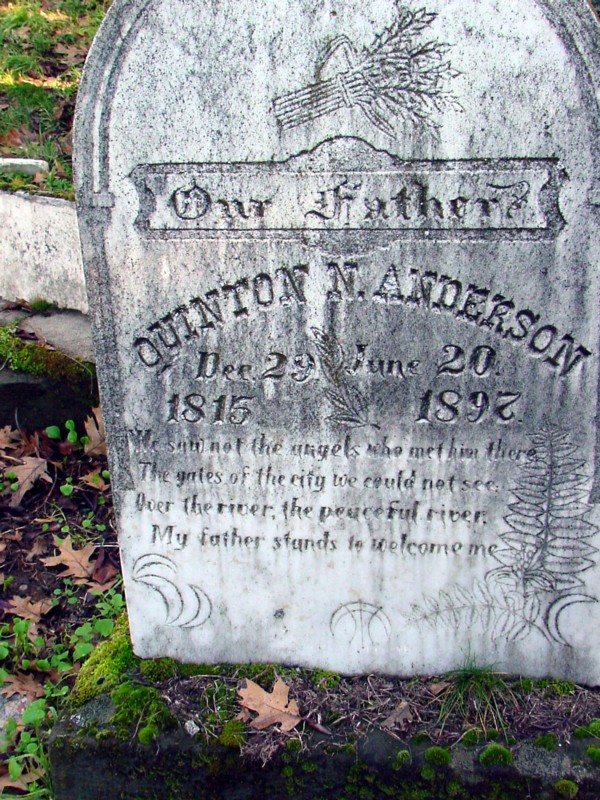 Our Father
QUINTON N. ANDERSON
Dec. 29, June 20,
1815 1897.
We saw not the angels who met him there,
The gates of the city we could not see:
Over the river, the peaceful river,
My father stands to welcome me